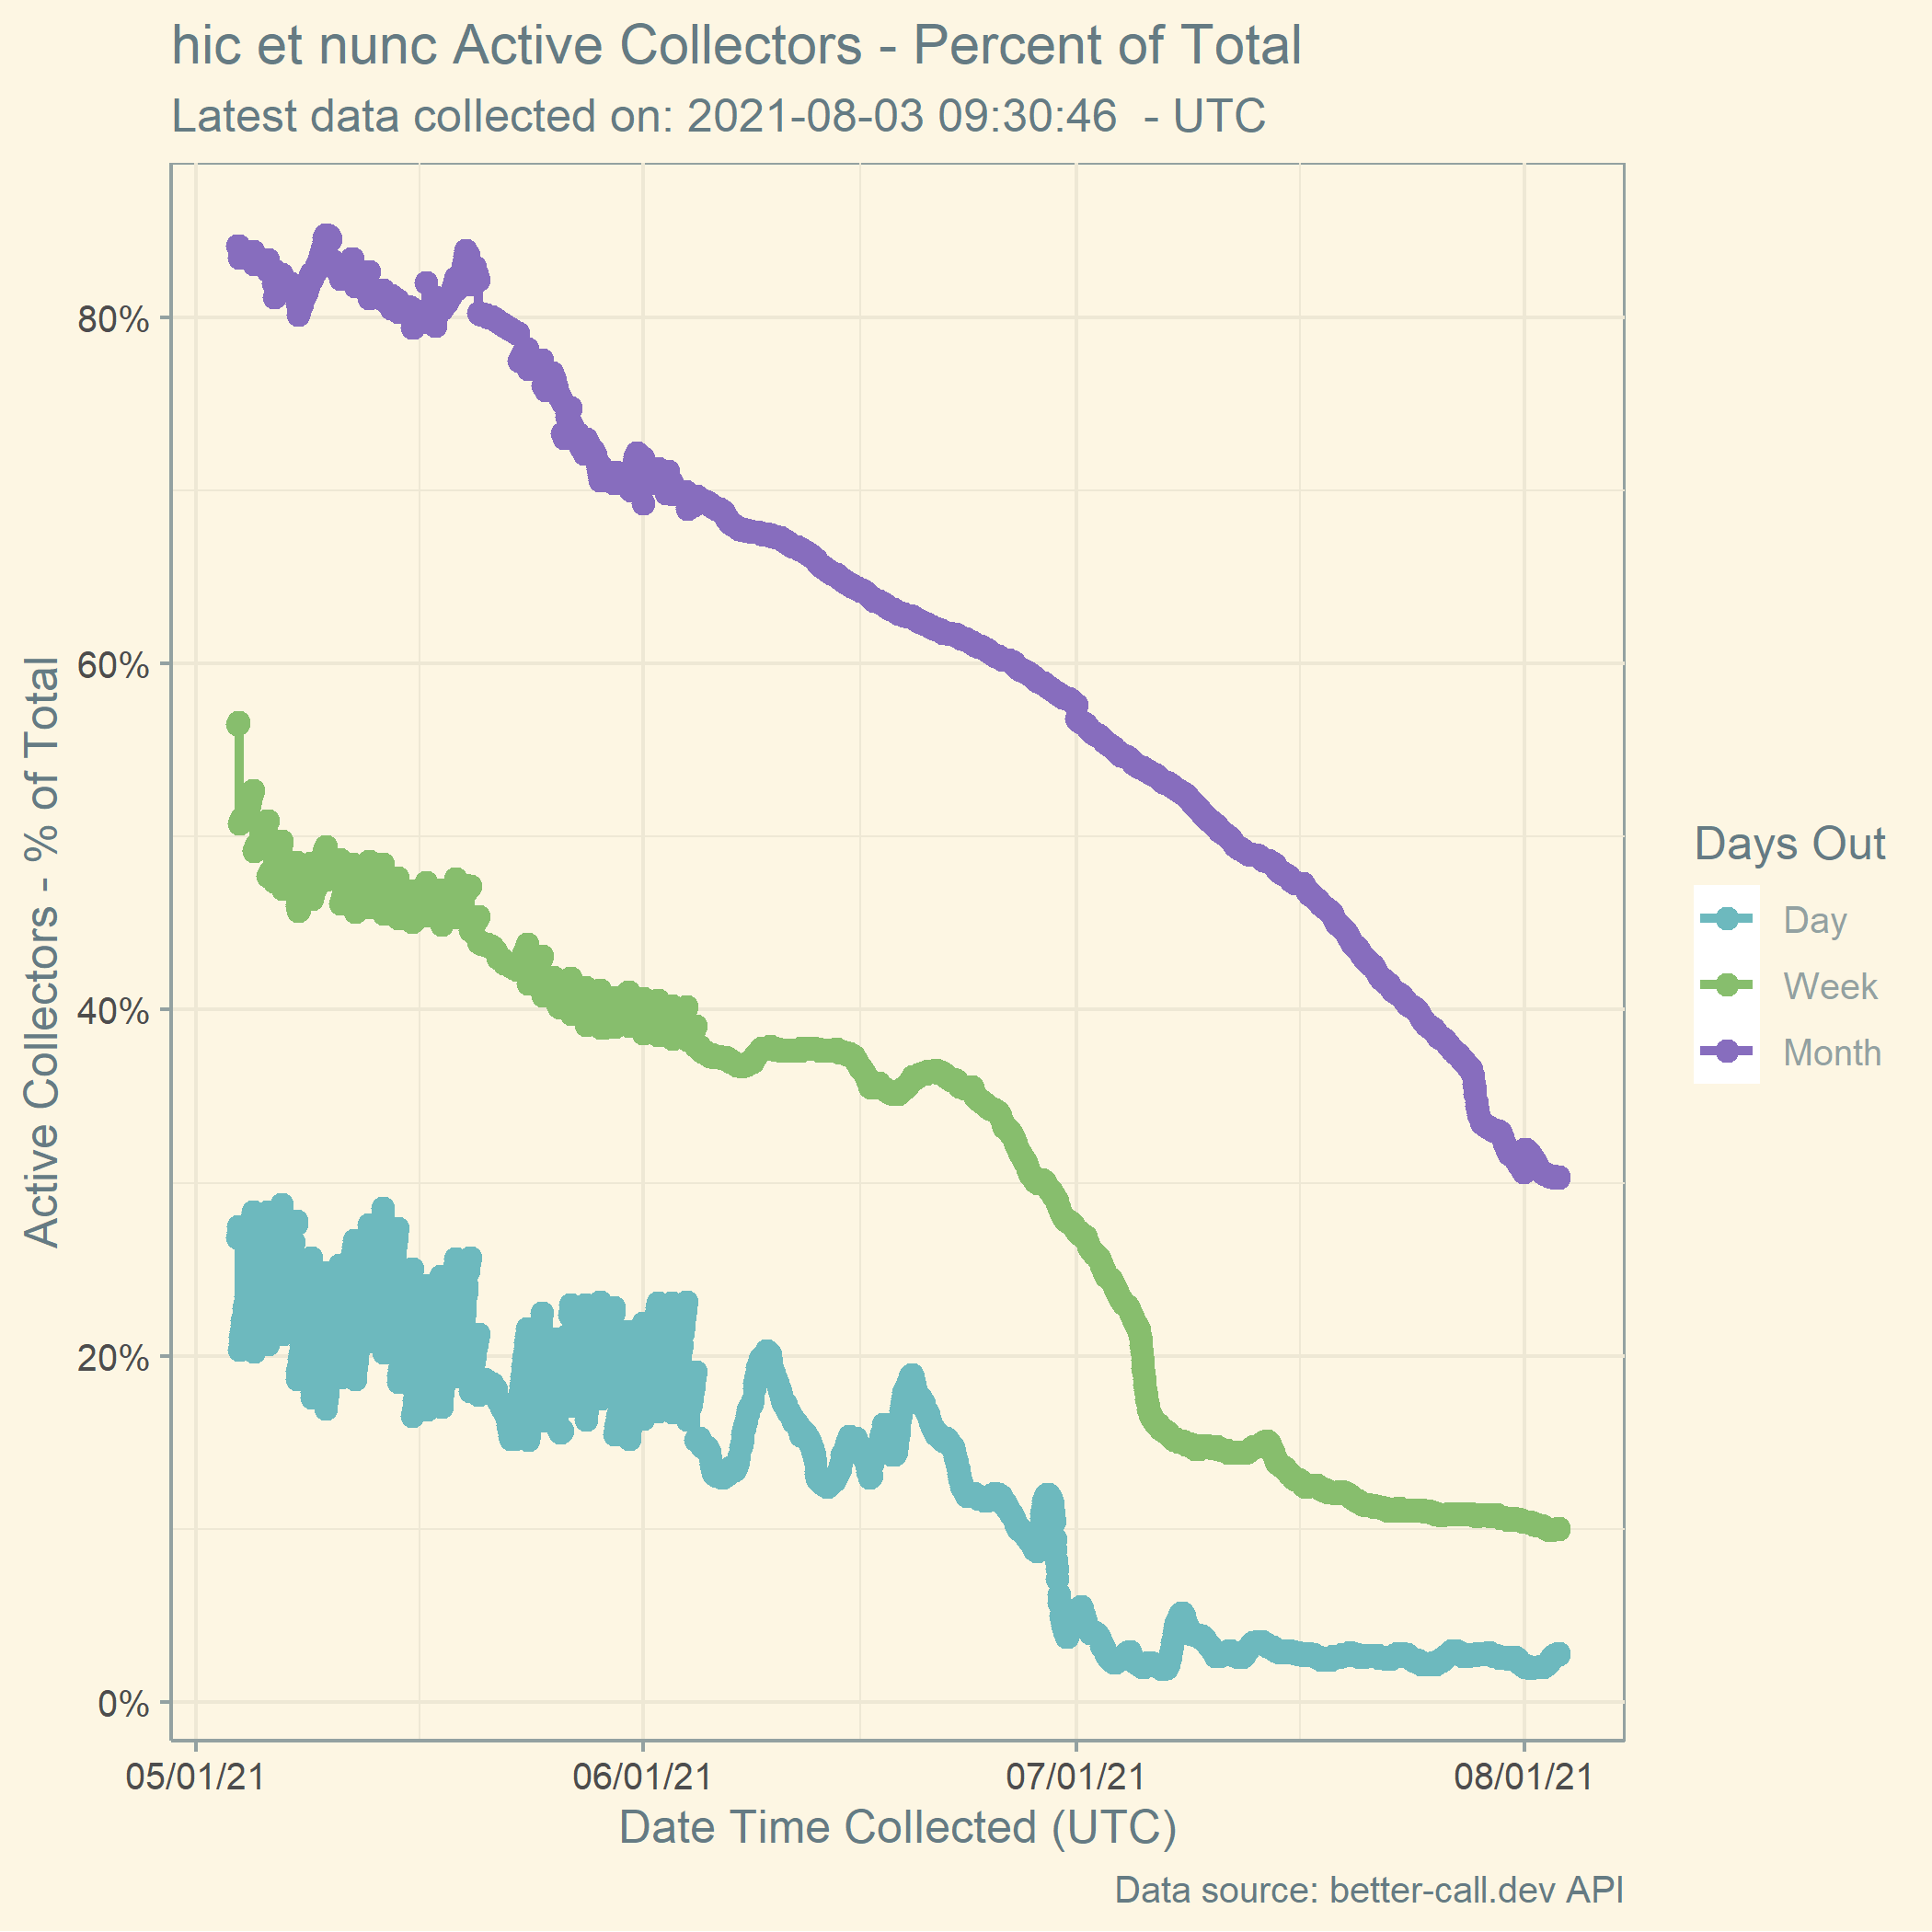 hic et nunc Active Collectors - Percent of Total
Latest data collected on: 2021-08-03 09:30:46  - UTC
Active Collectors - % of Total
80%
60%
40%
20%
0%
05/01/21
06/01/21
07/01/21
08/01/21
Date Time Collected (UTC)
Days Out
Day
Week
Month
Data source: better-call.dev API